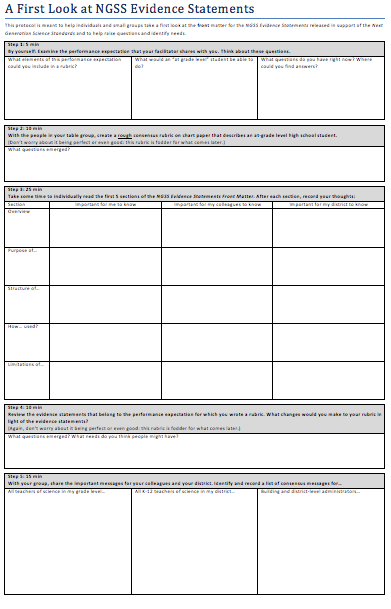 A First Look at NGSS Evidence Statements
This protocol is meant to help individuals and small groups take a first look at the front matter for the NGSS Evidence Statements released in support of the Next
Generation Science Standards and to help raise questions and identify needs.
Step 1: 5 min
By yourself: Examine the performance expectation that your facilitator shares with you. Think about these questions.
What elements of this performance expectation
could you include in a rubric?
What would an "at grade level" student be able to
do?
What questions do you have right now? Where
could you find answers?
Step 2: 10 min
With the people in your table group, create a rough consensus rubric on chart paper that describes an at-grade level high school student.
(Don't worry about it being perfect or even good: this rubric is fodder for what comes later.)
What questions emerged?
Step 3: 25 min
Take some time to individually read the first 5 sections of the NGSS Evidence Statements Front Matter. After each section, record your thoughts:
Section
Important for me to know
Important for my colleagues to know
Important for my district to know
Overview
Purpose of...
Structure of...
How... used?
Limitations of...
Step 4: 10 min
Review the evidence statements that belong to the performance expectation for which you wrote a rubric. What changes would you make to your rubric in
light of the evidence statements?
(Again, don't worry about it being perfect or even good: this rubric is fodder for what comes later.)
What questions emerged? What needs do you think people might have?
Step 5: 15 min
With your group, share the important messages for your colleagues and your district. Identify and record a list of consensus messages for...
All teachers of science in my grade level...
All K-12 teachers of science in my district...
Building and district-level administrators...